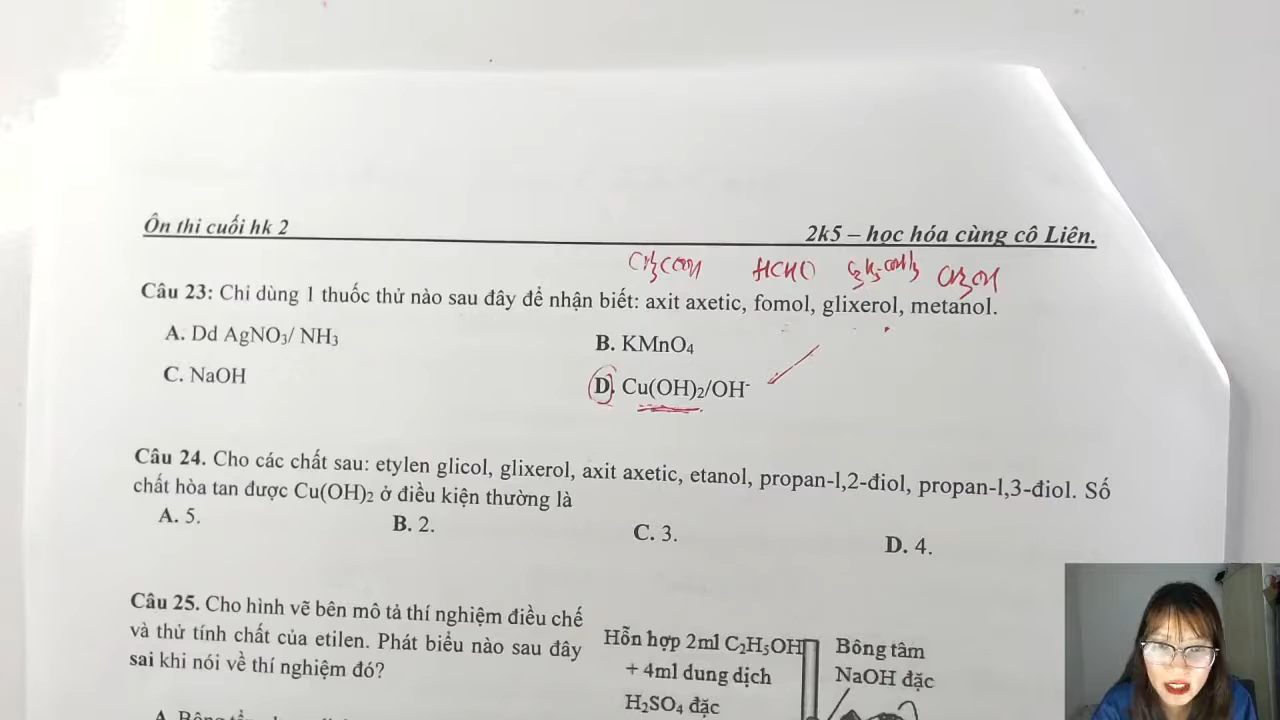 Ôn thi cuối hk 2
2k5 – học hóa cùng cô Liên.
CH3COOH HCHO CH3OH
Câu 23: Chỉ dùng 1 thuốc thử nào sau đây để nhận biết: axit axetic, fomol, glixerol, metanol.
A. Dd AgNO₃/ NH₃
B. KMnO₄
C. NaOH
D. Cu(OH)₂/OH⁻
Câu 24. Cho các chất sau: etylen glicol, glixerol, axit axetic, etanol, propan-l,2-điol, propan-l,3-điol. Số
chất hòa tan được Cu(OH)₂ ở điều kiện thường là
A. 5.
B. 2.
C. 3.
D. 4.
Câu 25. Cho hình vẽ bên mô tả thí nghiệm điều chế
và thử tính chất của etilen. Phát biểu nào sau đây
sai khi nói về thí nghiệm đó?
Hỗn hợp 2ml C₂H₅OH
+ 4ml dung dịch
H₂SO₄ đặc
Bông tâm
NaOH đặc